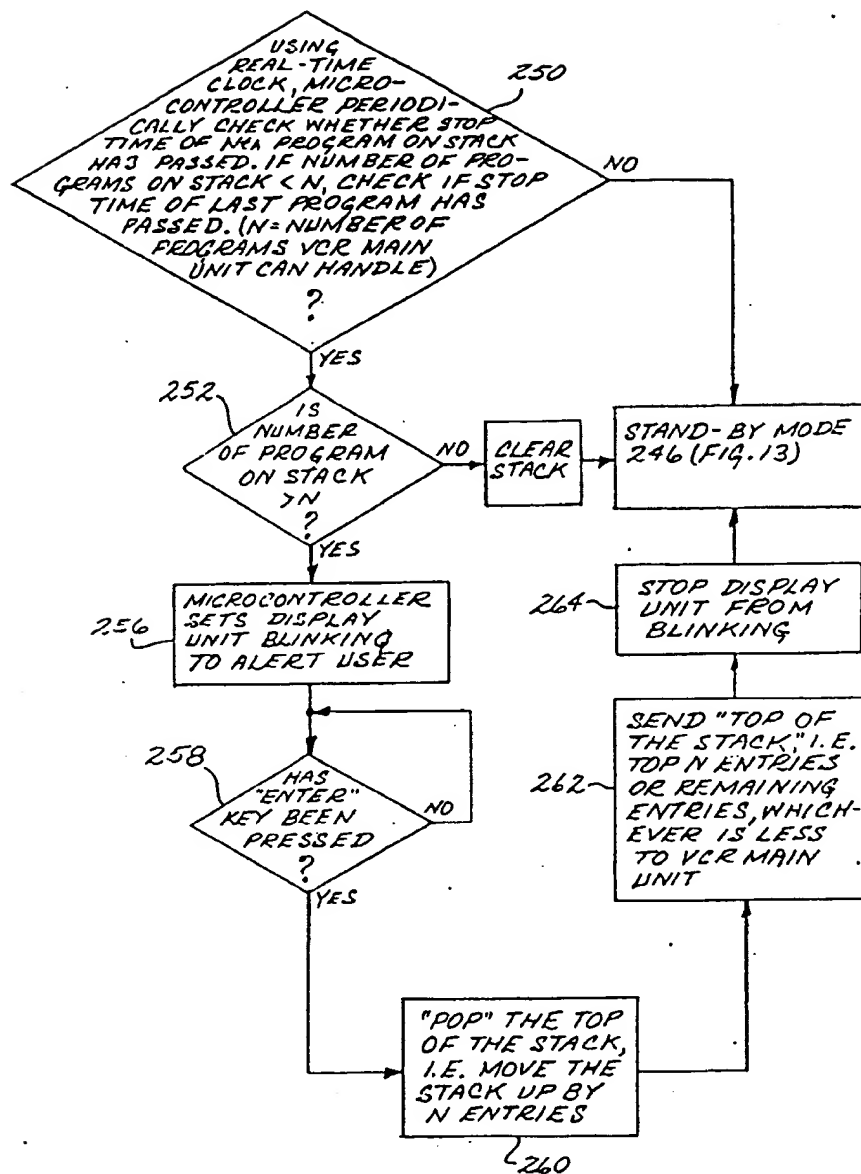 USING
REAL-TIME
CLOCK, MICRO-
CONTROLLER PERIODI-
CALLY CHECK WHETHER STOP
TIME OF Nth PROGRAM ON STACK
HAS PASSED. IF NUMBER OF PRO-
GRAMS ON STACK < N, CHECK IF STOP
TIME OF LAST PROGRAM HAS
PASSED. (N = NUMBER OF
PROGRAMS VCR MAIN
UNIT CAN HANDLE)
?
250
NO
YES
252
IS
NUMBER
OF PROGRAM
ON STACK
>N
?
NO
CLEAR
STACK
STAND-BY MODE
246 (FIG. 13)
YES
256
MICROCONTROLLER
SETS DISPLAY
UNIT BLINKING
TO ALERT USER
264
STOP DISPLAY
UNIT FROM
BLINKING
258
HAS
"ENTER"
KEY BEEN
PRESSED
?
NO
YES
262
SEND "TOP OF
THE STACK," I.E.
TOP N ENTRIES
OR REMAINING
ENTRIES, WHICH-
EVER IS LESS
TO VCR MAIN
UNIT
"POP" THE TOP
OF THE STACK,
I.E. MOVE THE
STACK UP BY
N ENTRIES
260